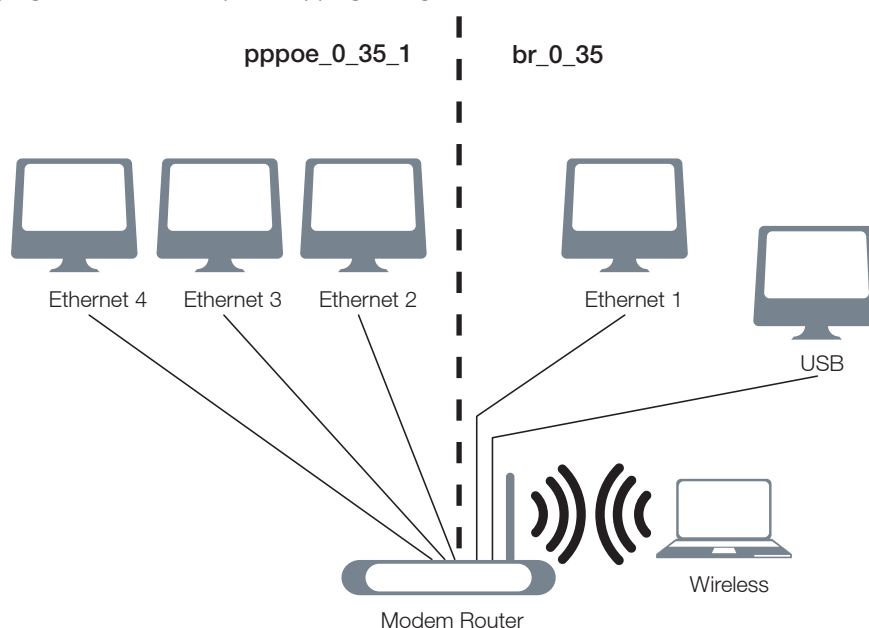 pppoe_0_35_1
br_0_35
Ethernet 4
Ethernet 3
Ethernet 2
Ethernet 1
USB
Wireless
Modem Router